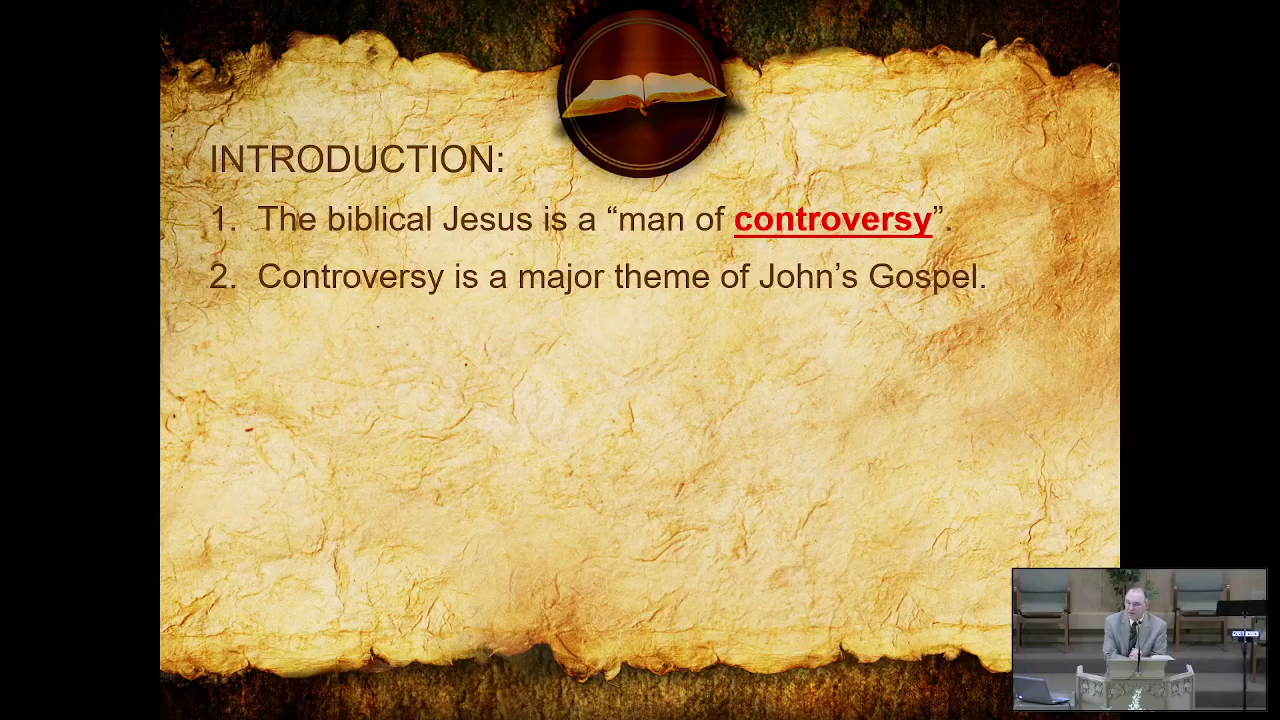 INTRODUCTION:
1. The biblical Jesus is a “man of controversy”.
2. Controversy is a major theme of John’s Gospel.